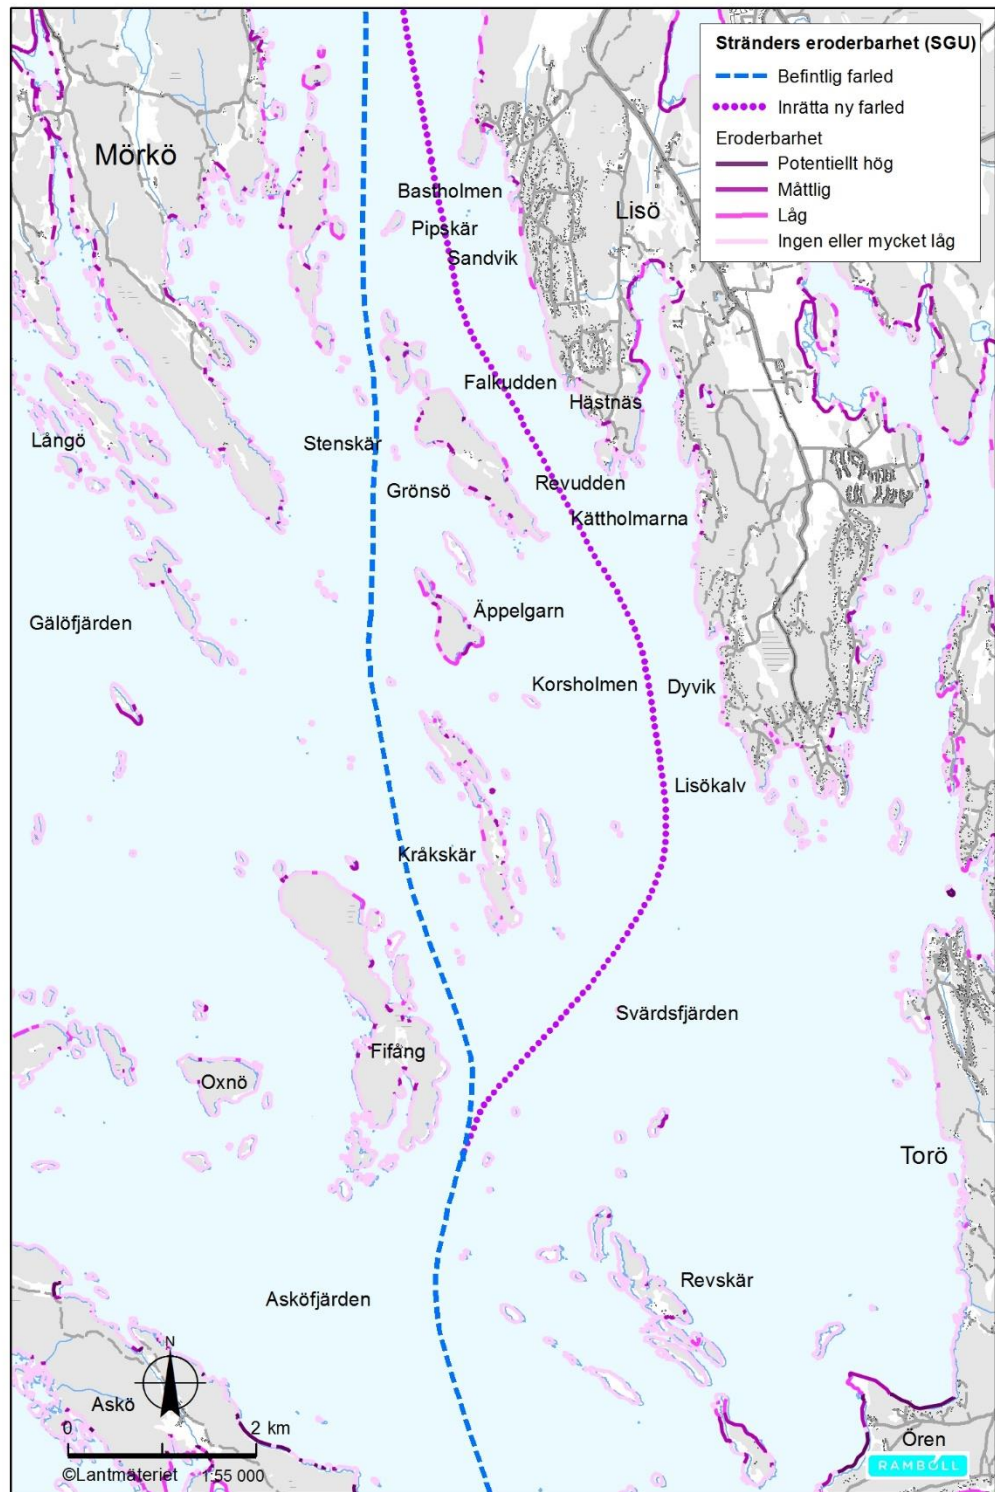 Stränders eroderbarhet (SGU)
Befintlig farled
Inrätta ny farled
Eroderbarhet
Potentiellt hög
Måttlig
Låg
Ingen eller mycket låg
Mörkö
Bastholmen
Lisö
Pipskär
Sandvik
Falkudden
Hästnäs
Långö
Stenskär
Grönsö
Revudden
Kättholmarna
Gälöfjärden
Äppelgarn
Korsholmen
Dyvik
Lisökalv
Kråkskär
Svärdsfjärden
Fifång
Oxnö
Torö
Revskär
Asköfjärden
N
Askö
0 2 km
©Lantmäteriet 1:55 000
Ören
RAMBOLL